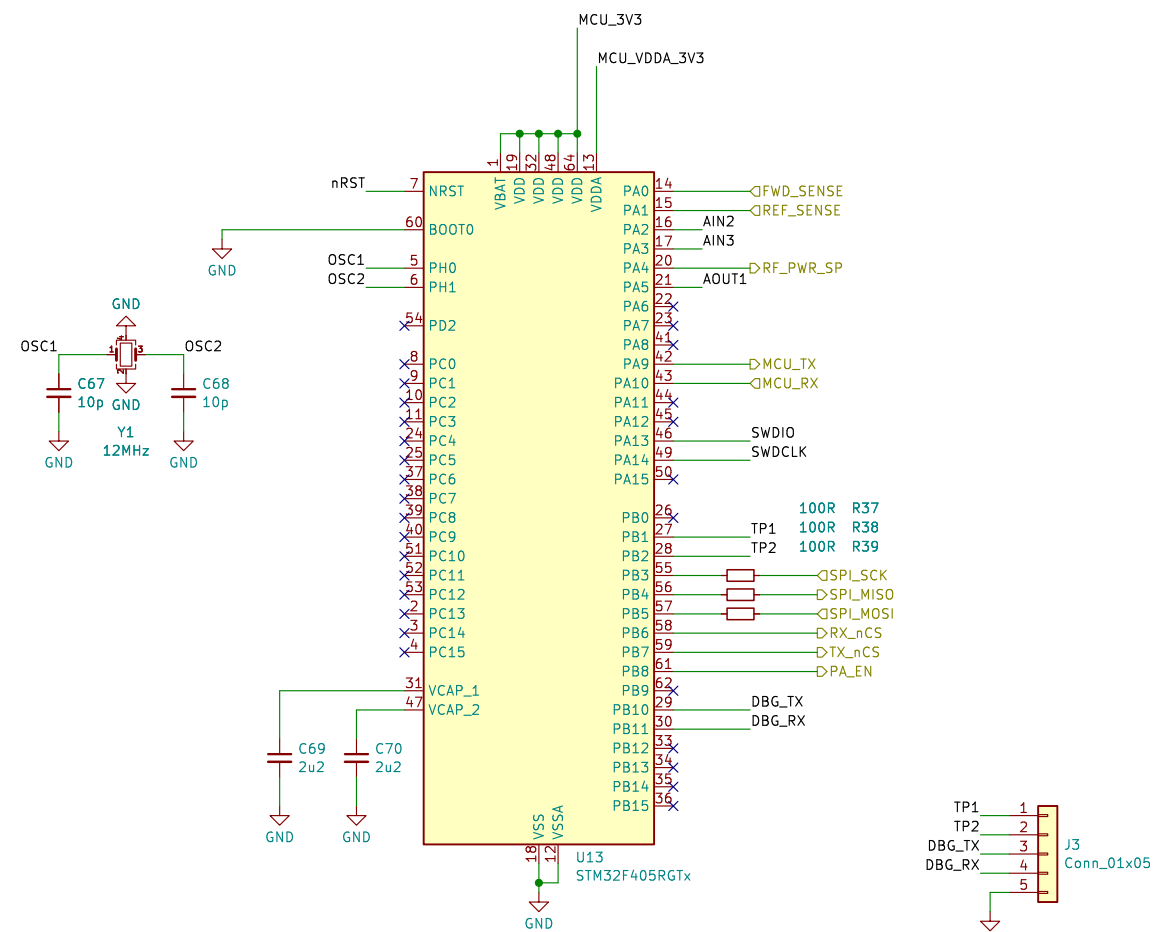 MCU_3V3
MCU_VDDA_3V3
1
19
32
48
64
13
VBAT
VDD
VDD
VDD
VDD
VDDA
nRST
7
NRST
60
BOOT0
GND
OSC1
5
PH0
OSC2
6
PH1
54
PD2
8
PC0
9
PC1
10
PC2
11
PC3
24
PC4
25
PC5
37
PC6
38
PC7
39
PC8
40
PC9
51
PC10
52
PC11
53
PC12
2
PC13
3
PC14
4
PC15
31
VCAP_1
47
VCAP_2
PA0
14
FWD_SENSE
PA1
15
REF_SENSE
PA2
16
AIN2
PA3
17
AIN3
PA4
20
RF_PWR_SP
PA5
21
AOUT1
PA6
22
PA7
23
PA8
41
PA9
42
MCU_TX
PA10
43
MCU_RX
PA11
44
PA12
45
PA13
46
SWDIO
PA14
49
SWDCLK
PA15
50
100R R37
100R R38
100R R39
PB0
26
PB1
27
TP1
PB2
28
TP2
PB3
55
SPI_SCK
PB4
56
SPI_MISO
PB5
57
SPI_MOSI
PB6
58
RX_nCS
PB7
59
TX_nCS
PB8
61
PA_EN
PB9
62
PB10
29
DBG_TX
PB11
30
DBG_RX
PB12
33
PB13
34
PB14
35
PB15
36
GND
OSC1
1
4
3
2
OSC2
C67
10p
GND
C68
10p
Y1
12MHz
GND
GND
C69
2u2
C70
2u2
GND
GND
VSS
VSSA
18
12
U13
STM32F405RGTx
GND
TP1
1
TP2
2
DBG_TX
3
DBG_RX
4
5
J3
Conn_01x05